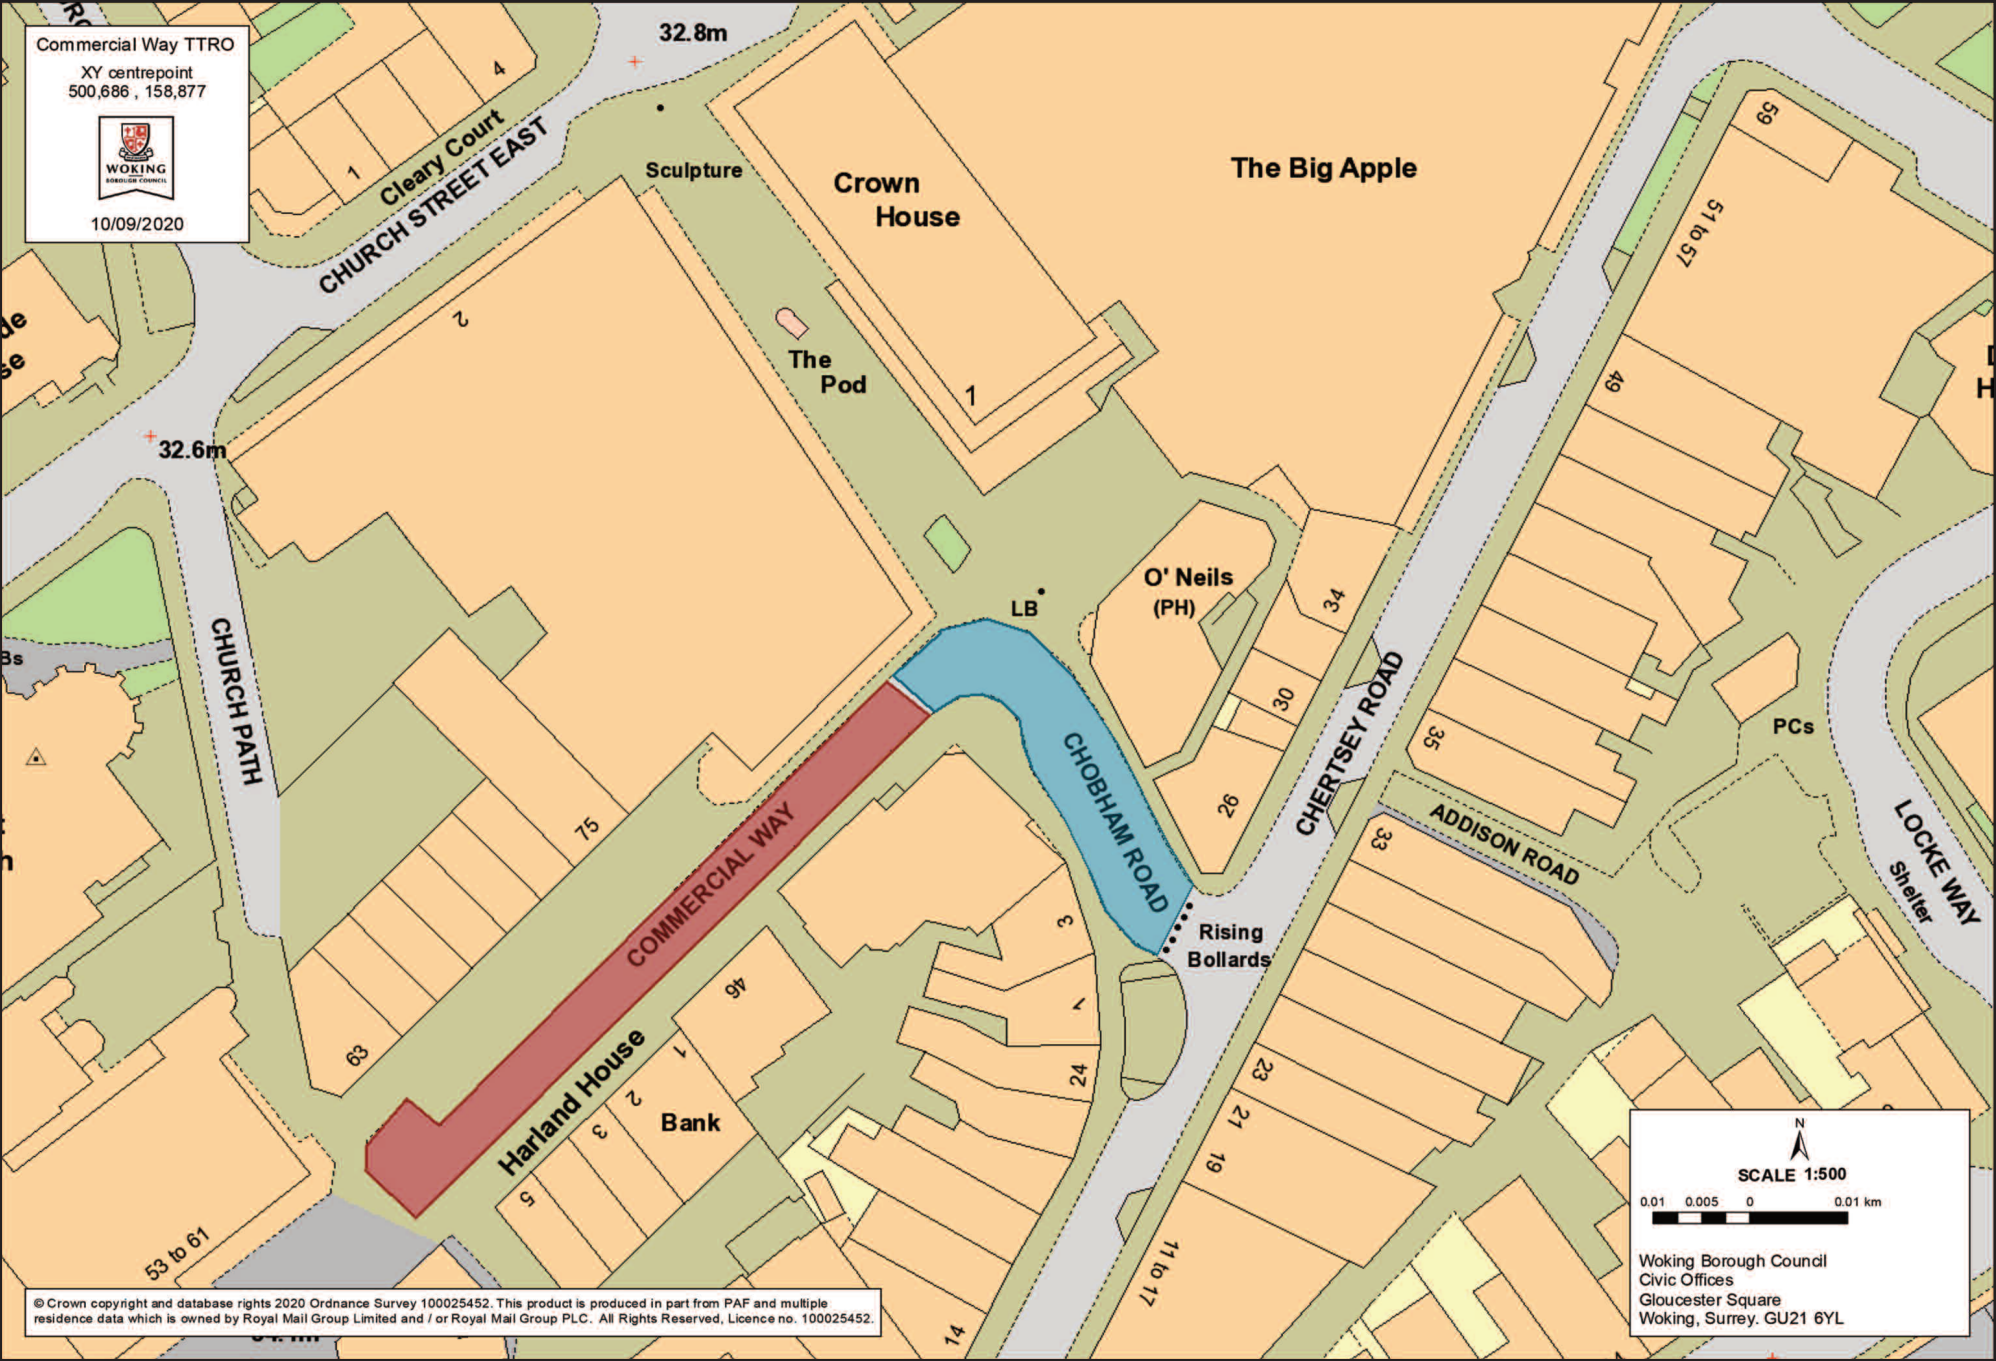 Commercial Way TTRO
XY centrepoint
500,686 , 158,877
WOKING
BOROUGH COUNCIL
10/09/2020
32.8m
4
Cleary Court
1
CHURCH STREET EAST
Sculpture
Crown
House
The Big Apple
59
51 to 57
2
The
Pod
1
49
de
se
32.6m
O' Neils
(PH)
LB
34
30
CHURCH PATH
Bs
CHERTSEY ROAD
35
PCs
26
CHOBHAM ROAD
75
COMMERCIAL WAY
ADDISON ROAD
33
LOCKE WAY
Shelter
h
3
Rising
Bollards
46
1
63
Harland House
1
2
3
5
Bank
24
23
21
19
11 to 17
14
53 to 61
N
SCALE 1:500
0.01 0.005 0 0.01 km
Woking Borough Council
Civic Offices
Gloucester Square
Woking, Surrey. GU21 6YL
© Crown copyright and database rights 2020 Ordnance Survey 100025452. This product is produced in part from PAF and multiple
residence data which is owned by Royal Mail Group Limited and / or Royal Mail Group PLC. All Rights Reserved, Licence no. 100025452.